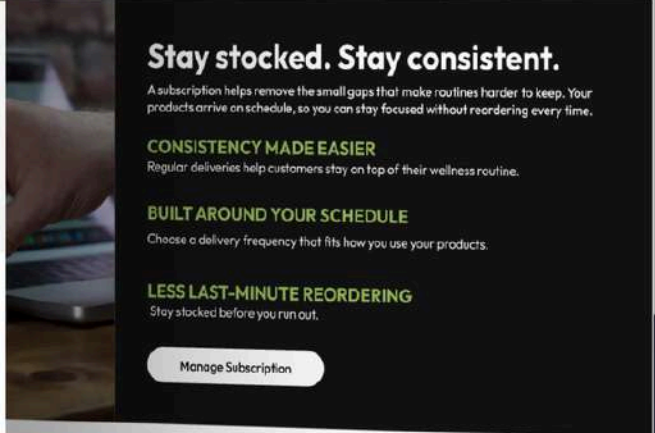 Stay stocked. Stay consistent.
A subscription helps remove the small gaps that make routines harder to keep. Your
products arrive on schedule, so you can stay focused without reordering every time.
CONSISTENCY MADE EASIER
Regular deliveries help customers stay on top of their wellness routine.
BUILT AROUND YOUR SCHEDULE
Choose a delivery frequency that fits how you use your products.
LESS LAST-MINUTE REORDERING
Stay stocked before you run out.
Manage Subscription